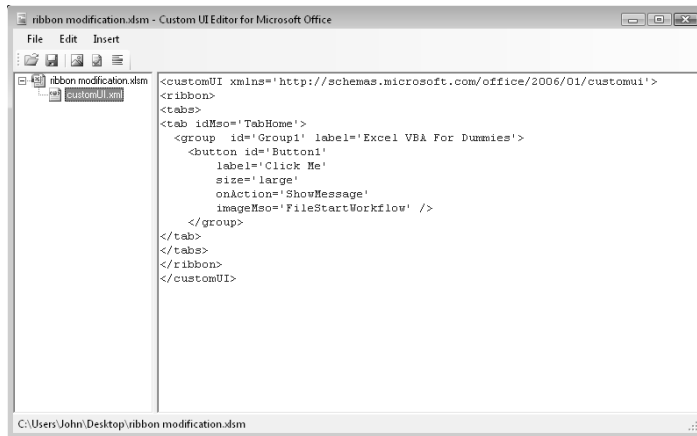 ribbon modification.xlsm - Custom UI Editor for Microsoft Office
File Edit Insert
ribbon modification.xlsm
customUI.xml
<customUI xmlns='http://schemas.microsoft.com/office/2006/01/customui'>
<ribbon>
<tabs>
<tab idMso='TabHome'>
  <group  id='Group1' label='Excel VBA For Dummies'>
    <button id='Button1'
        label='Click Me'
        size='large'
        onAction='ShowMessage'
        imageMso='FileStartWorkflow' />
    </group>
</tab>
</tabs>
</ribbon>
</customUI>
C:\Users\John\Desktop\ribbon modification.xlsm